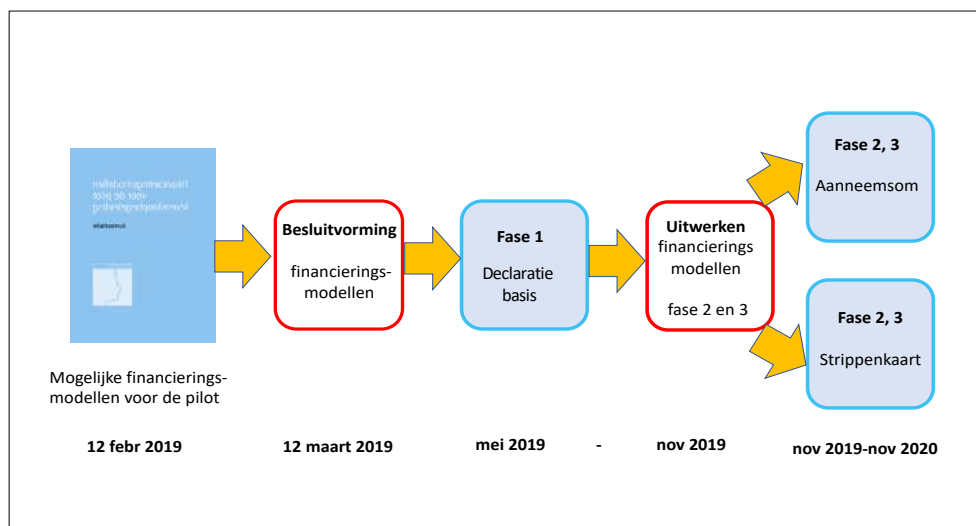 Mogelijke financierings-
modellen voor de pilot
12 febr 2019
Besluitvorming
financierings-
modellen
12 maart 2019
Fase 1
Declaratie
basis
mei 2019
-
Uitwerken
financierings
modellen
fase 2 en 3
nov 2019
Fase 2, 3
Aanneemsom
Fase 2, 3
Strippenkaart
nov 2019-nov 2020